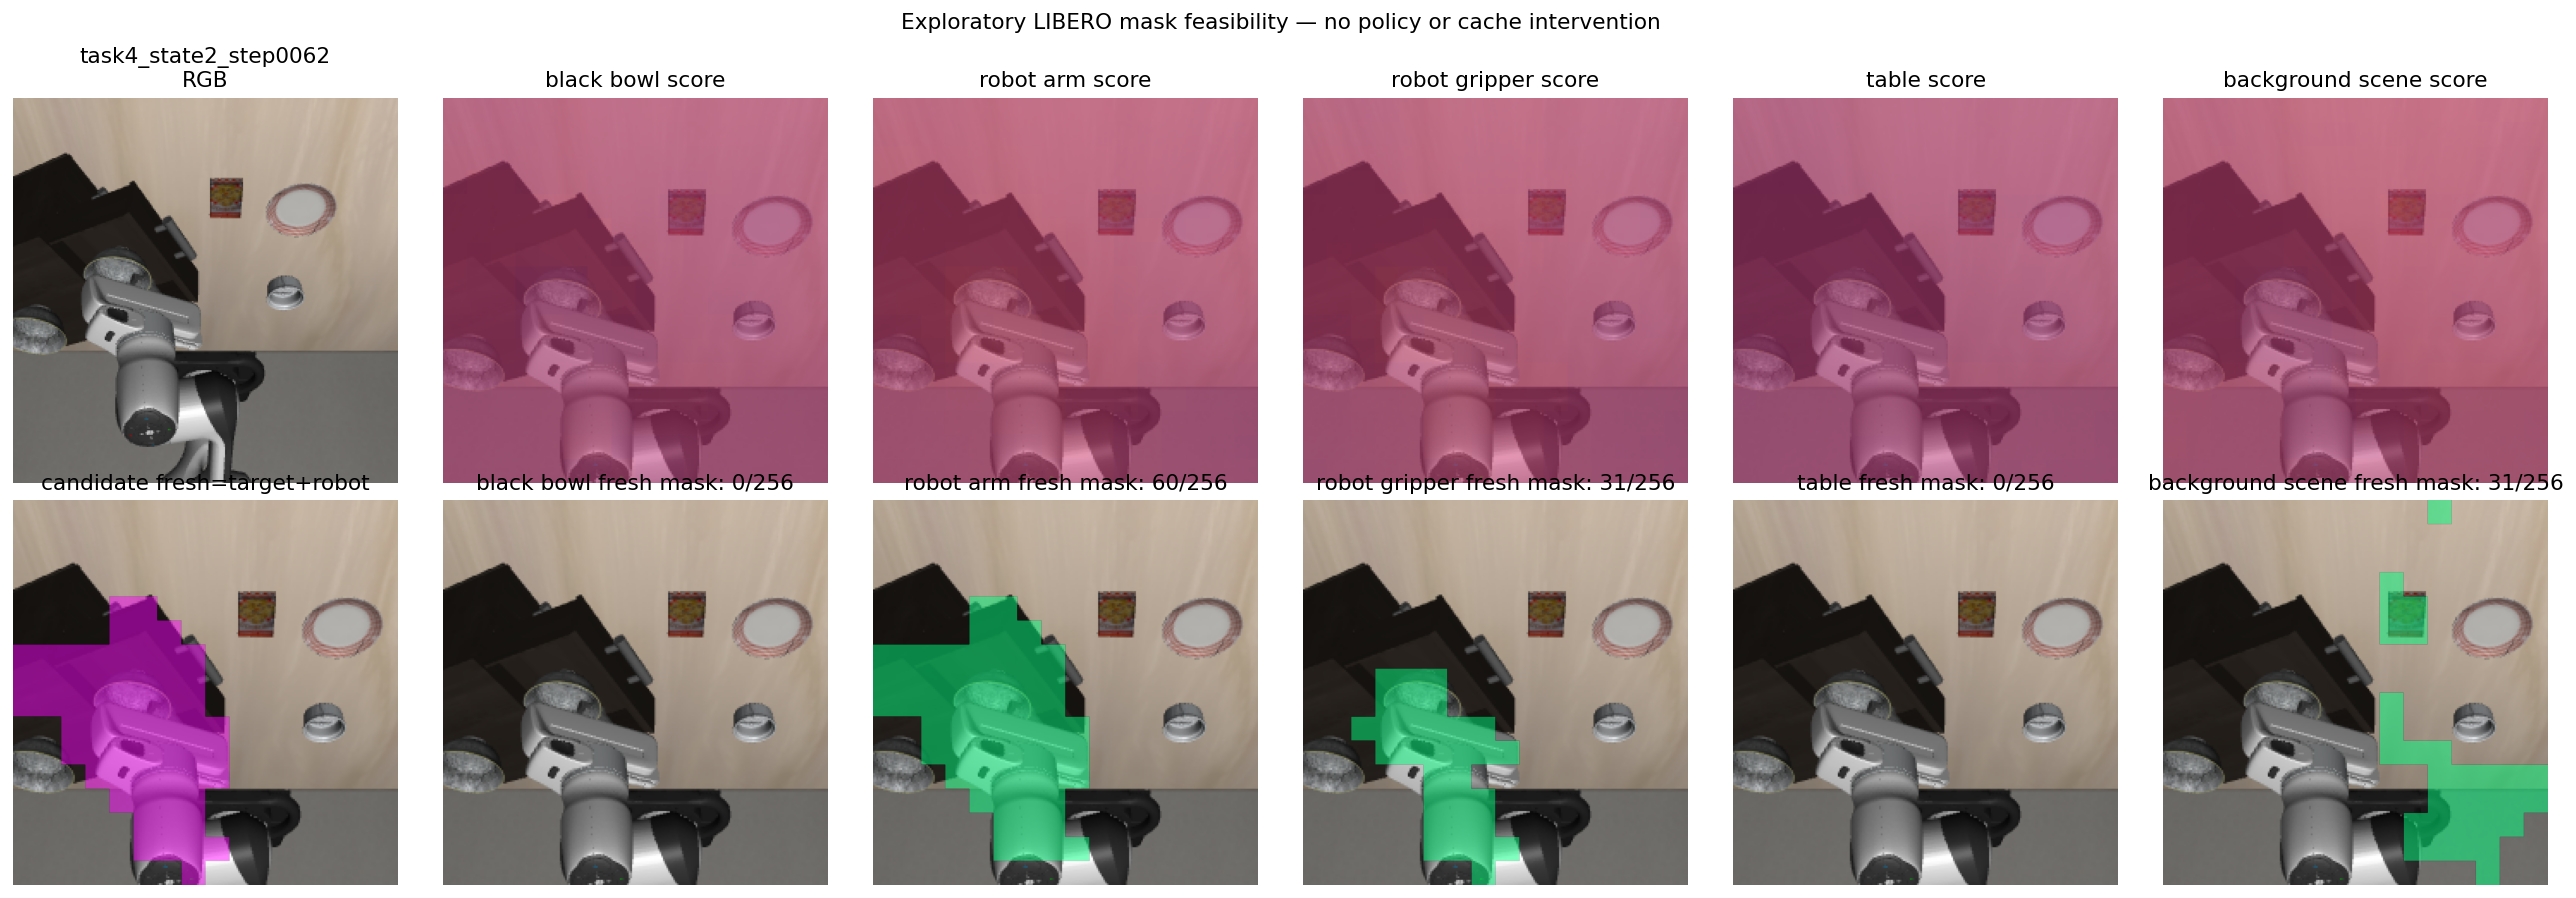 Exploratory LIBERO mask feasibility — no policy or cache intervention
task4_state2_step0062
RGB
black bowl score
robot arm score
robot gripper score
table score
background scene score
candidate fresh=target+robot
black bowl fresh mask: 0/256
robot arm fresh mask: 60/256
robot gripper fresh mask: 31/256
table fresh mask: 0/256
background scene fresh mask: 31/256